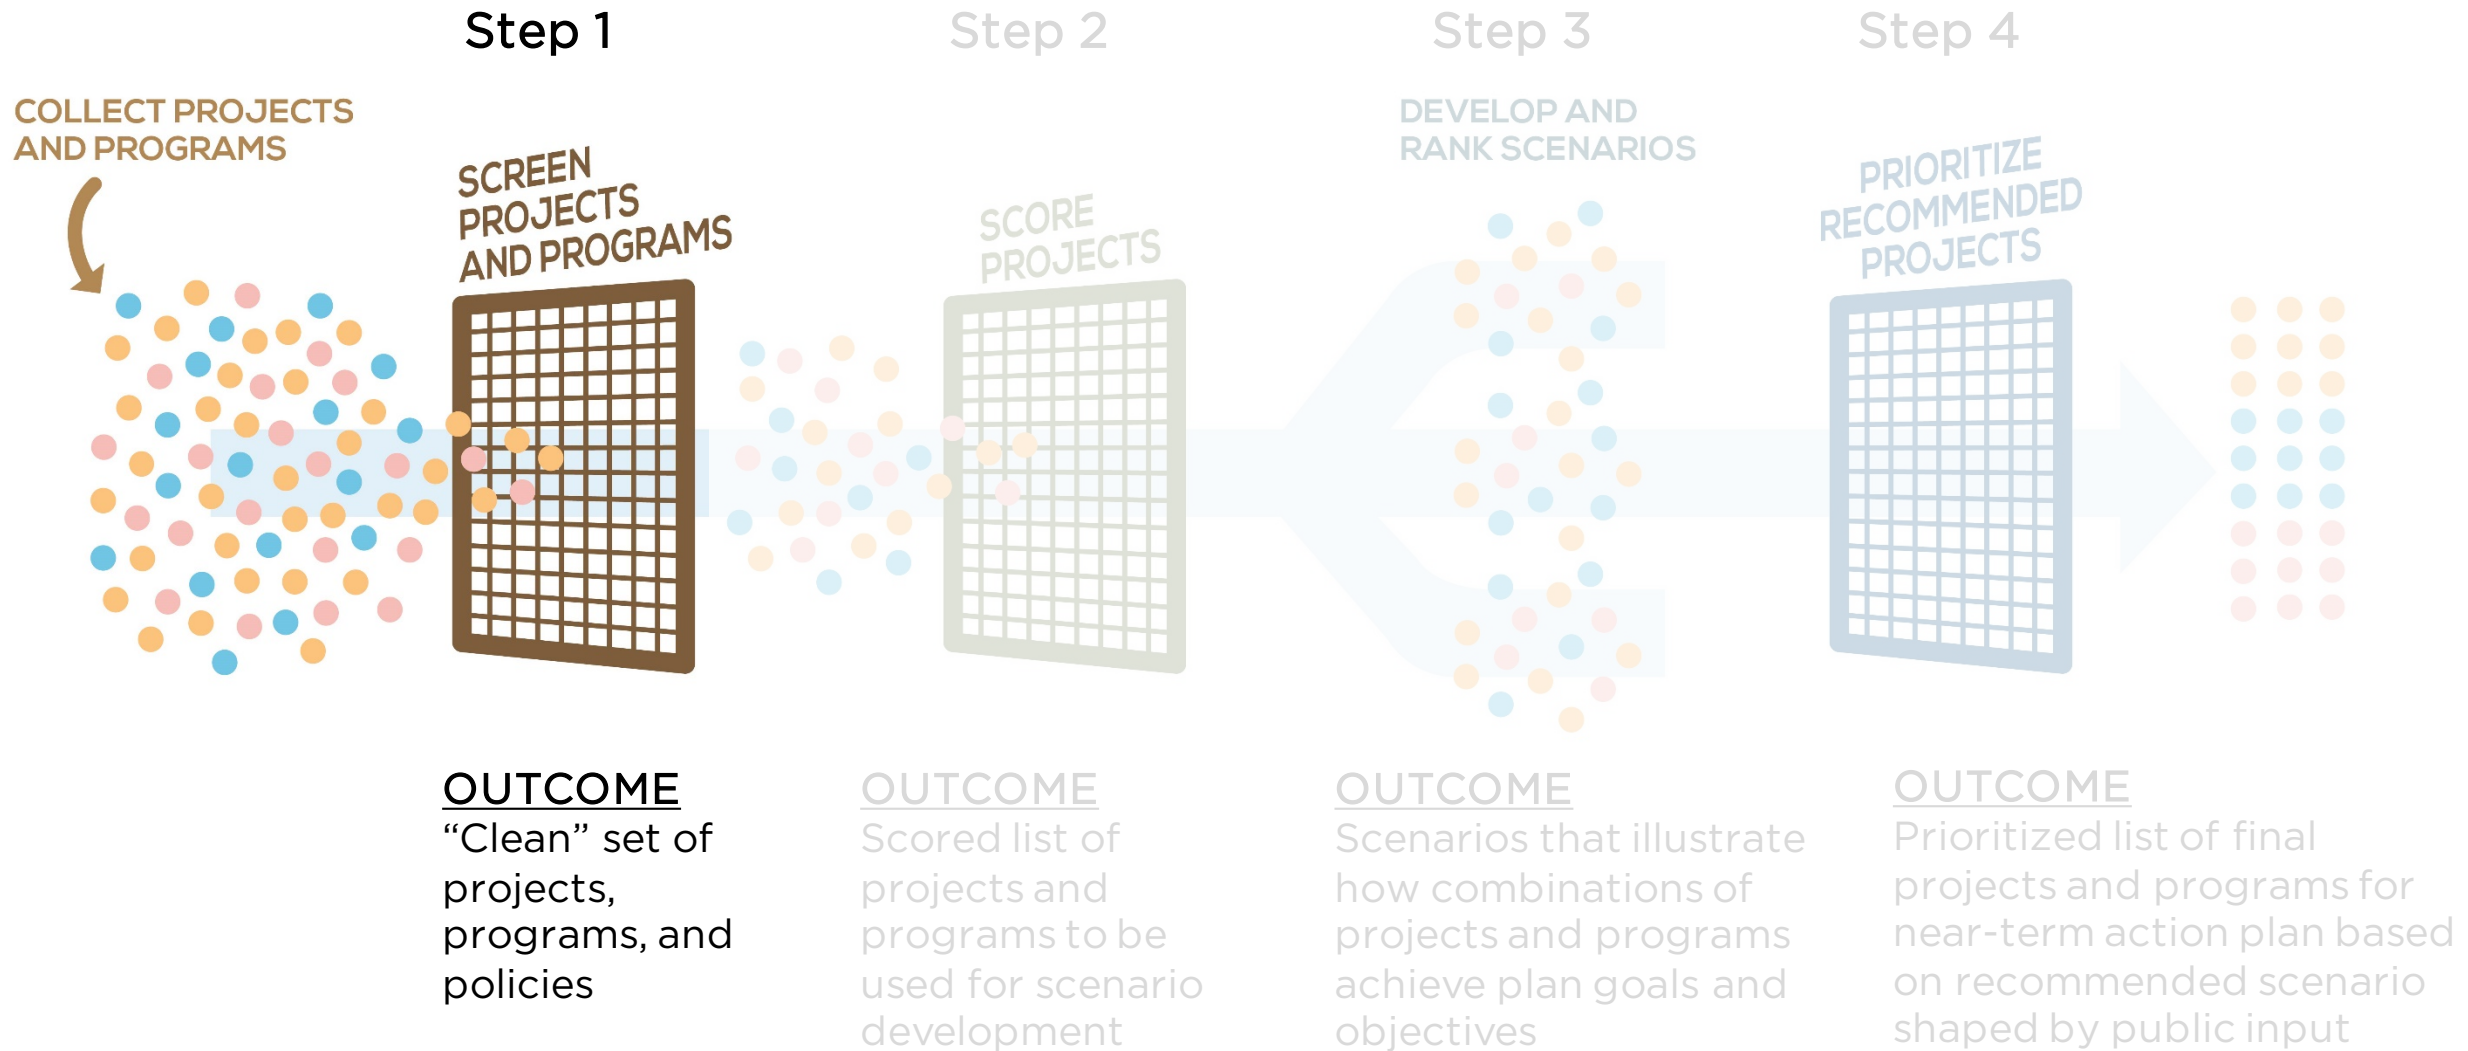 Step 1
Step 2
Step 3
Step 4
COLLECT PROJECTS
AND PROGRAMS
SCREEN
PROJECTS
AND PROGRAMS
SCORE
PROJECTS
DEVELOP AND
RANK SCENARIOS
PRIORITIZE
RECOMMENDED
PROJECTS
OUTCOME
“Clean” set of
projects,
programs, and
policies
OUTCOME
Scored list of
projects and
programs to be
used for scenario
development
OUTCOME
Scenarios that illustrate
how combinations of
projects and programs
achieve plan goals and
objectives
OUTCOME
Prioritized list of final
projects and programs for
near-term action plan based
on recommended scenario
shaped by public input